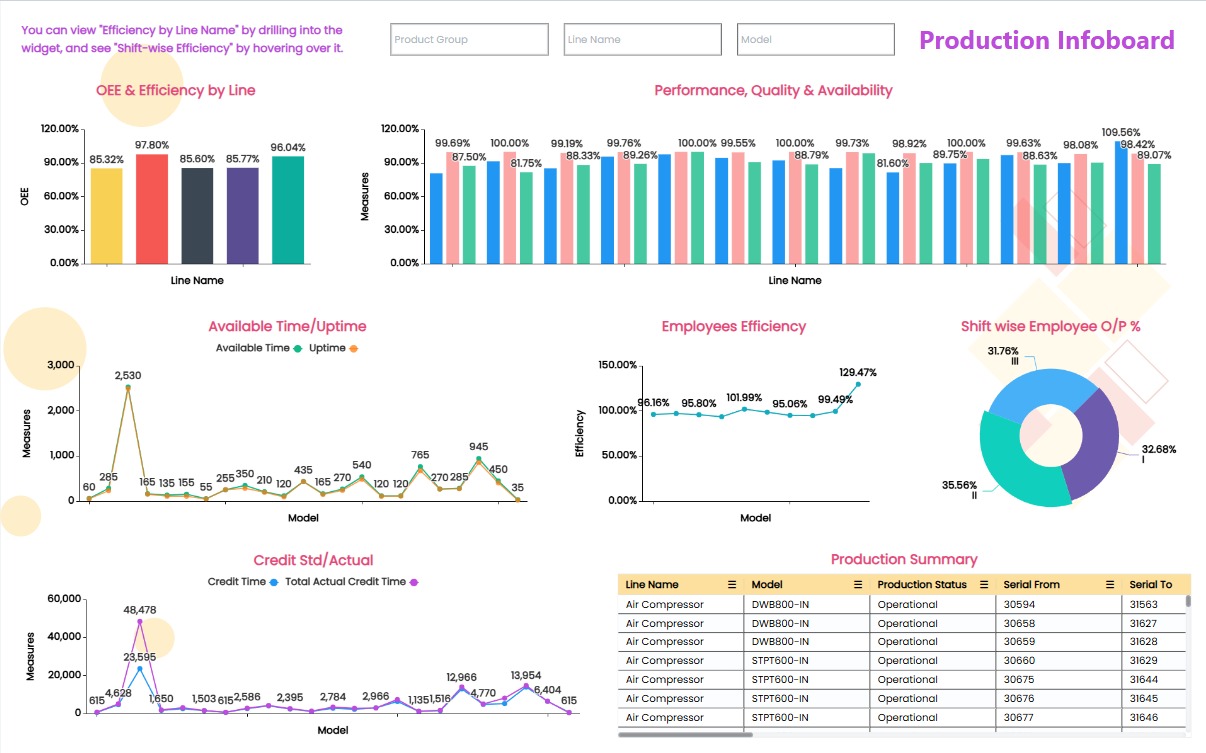 You can view "Efficiency by Line Name" by drilling into the
widget, and see "Shift-wise Efficiency" by hovering over it.
Product Group
Line Name
Model
Production Infoboard
OEE & Efficiency by Line
120.00%
90.00%
60.00%
30.00%
0.00%
OEE
85.32%
97.80%
85.60%
85.77%
96.04%
Line Name
Performance, Quality & Availability
120.00%
90.00%
60.00%
30.00%
0.00%
Measures
99.69%
87.50%
100.00%
81.75%
99.19%
88.33%
99.76%
89.26%
100.00%
99.55%
100.00%
88.79%
99.73%
81.60%
98.92%
89.75%
100.00%
99.63%
88.63%
98.08%
109.56%
98.42%
89.07%
Line Name
Available Time/Uptime
Available Time
Uptime
3,000
2,000
1,000
0
Measures
60
285
2,530
165
135
155
55
255
350
210
120
435
165
270
540
120
120
765
270
285
945
450
35
Model
Employees Efficiency
150.00%
100.00%
50.00%
0.00%
Efficiency
96.16%
95.80%
101.99%
95.06%
99.49%
129.47%
Model
Shift wise Employee O/P %
31.76%
III
32.68%
I
35.56%
II
Credit Std/Actual
Credit Time
Total Actual Credit Time
60,000
40,000
20,000
0
Measures
615
4,628
48,478
23,595
1,650
1,503
615
2,586
2,395
2,784
2,966
1,135
1,516
12,966
4,770
13,954
6,404
615
Model
Production Summary
Line Name Model Production Status Serial From Serial To
Air Compressor DWB800-IN Operational 30594 31563
Air Compressor DWB800-IN Operational 30658 31627
Air Compressor DWB800-IN Operational 30659 31628
Air Compressor STPT600-IN Operational 30660 31629
Air Compressor STPT600-IN Operational 30675 31644
Air Compressor STPT600-IN Operational 30676 31645
Air Compressor STPT600-IN Operational 30677 31646